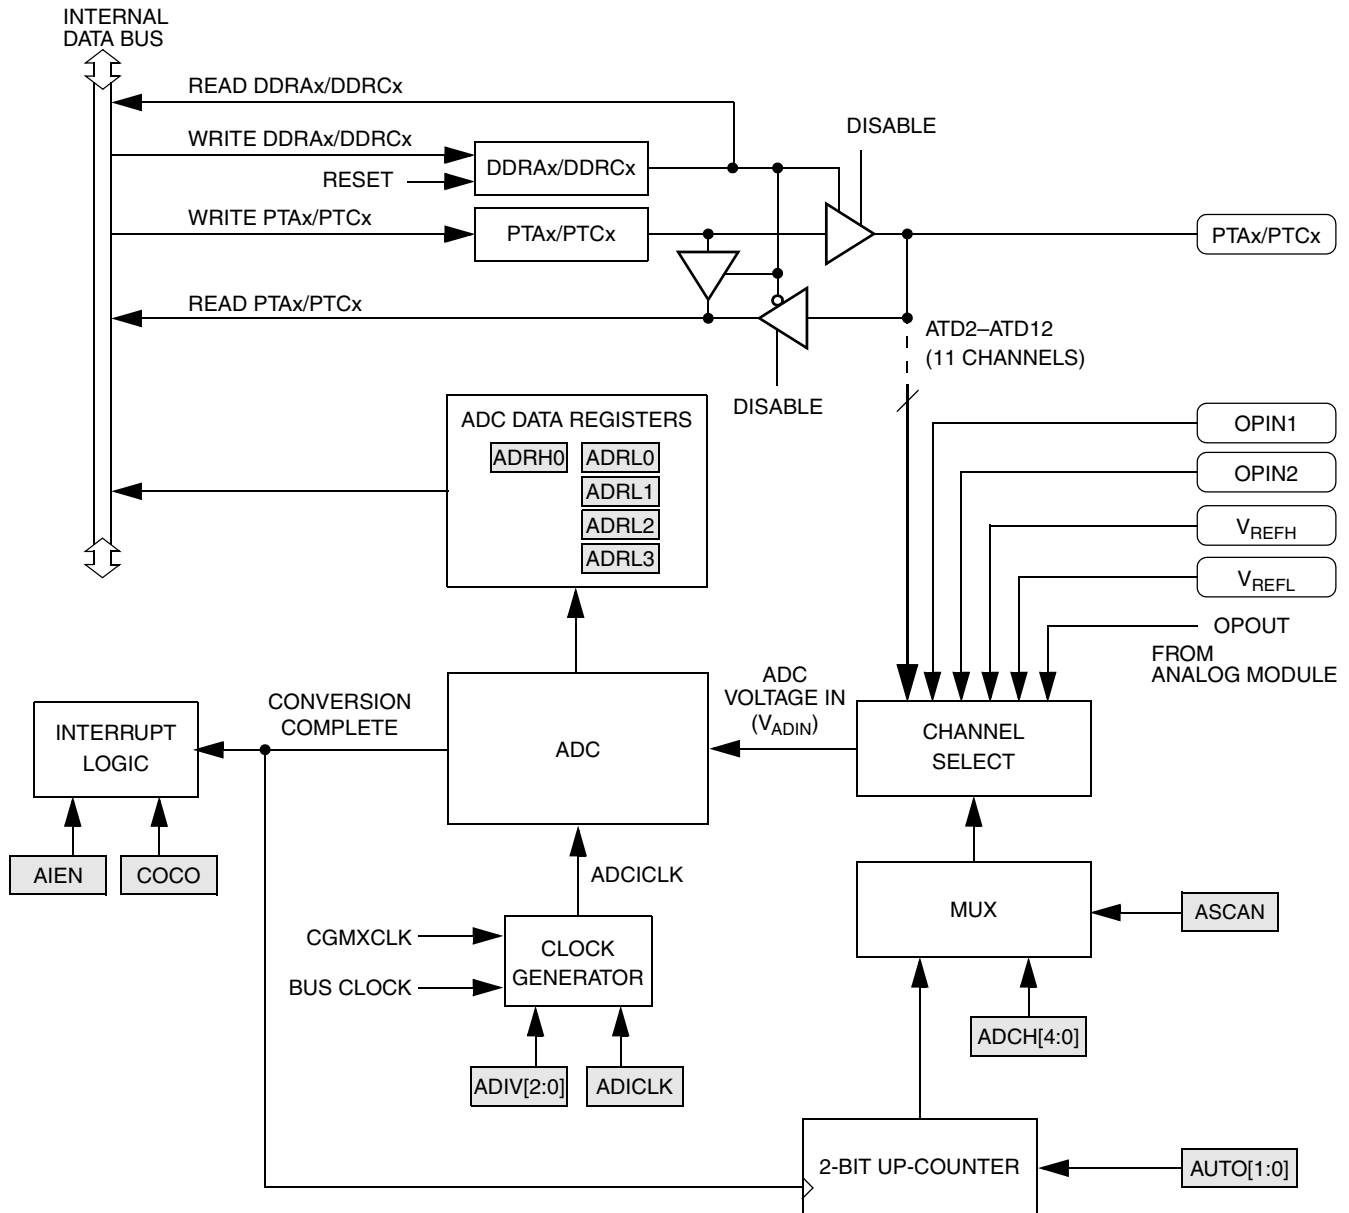 INTERNAL
DATA BUS
READ DDRAx/DDRCx
WRITE DDRAx/DDRCx
RESET
DDRAx/DDRCx
DISABLE
WRITE PTAx/PTCx
PTAx/PTCx
PTAx/PTCx
READ PTAx/PTCx
DISABLE
ATD2–ATD12
(11 CHANNELS)
ADC DATA REGISTERS
ADRH0
ADRL0
ADRL1
ADRL2
ADRL3
OPIN1
OPIN2
VREFH
VREFL
OPOUT
FROM
ANALOG MODULE
INTERRUPT
LOGIC
CONVERSION
COMPLETE
ADC
ADC
VOLTAGE IN
(VADIN)
CHANNEL
SELECT
AIEN
COCO
ADCICLK
MUX
ASCAN
CGMXCLK
BUS CLOCK
CLOCK
GENERATOR
ADCH[4:0]
ADIV[2:0]
ADICLK
2-BIT UP-COUNTER
AUTO[1:0]